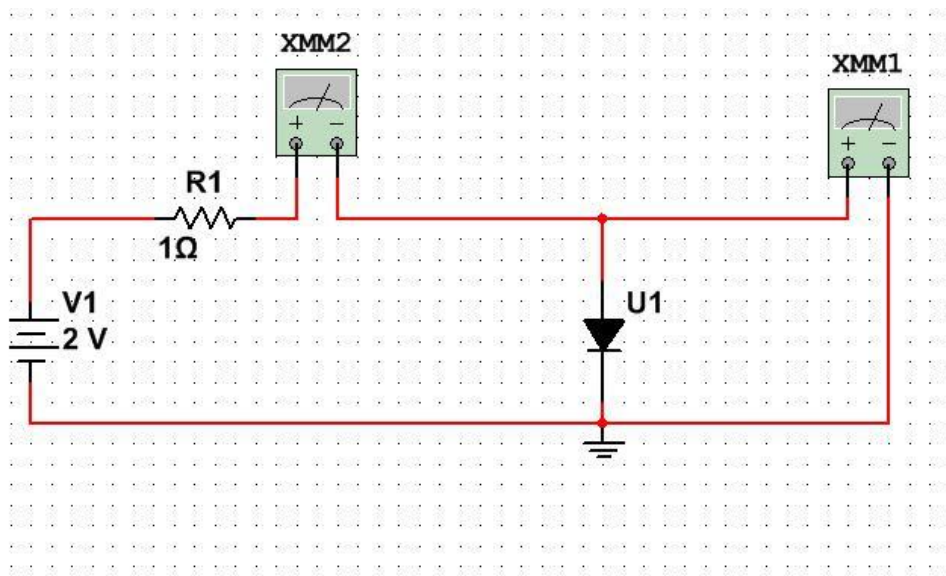 XMM2
XMM1
+ −
+ −
R1
1Ω
V1
2 V
U1